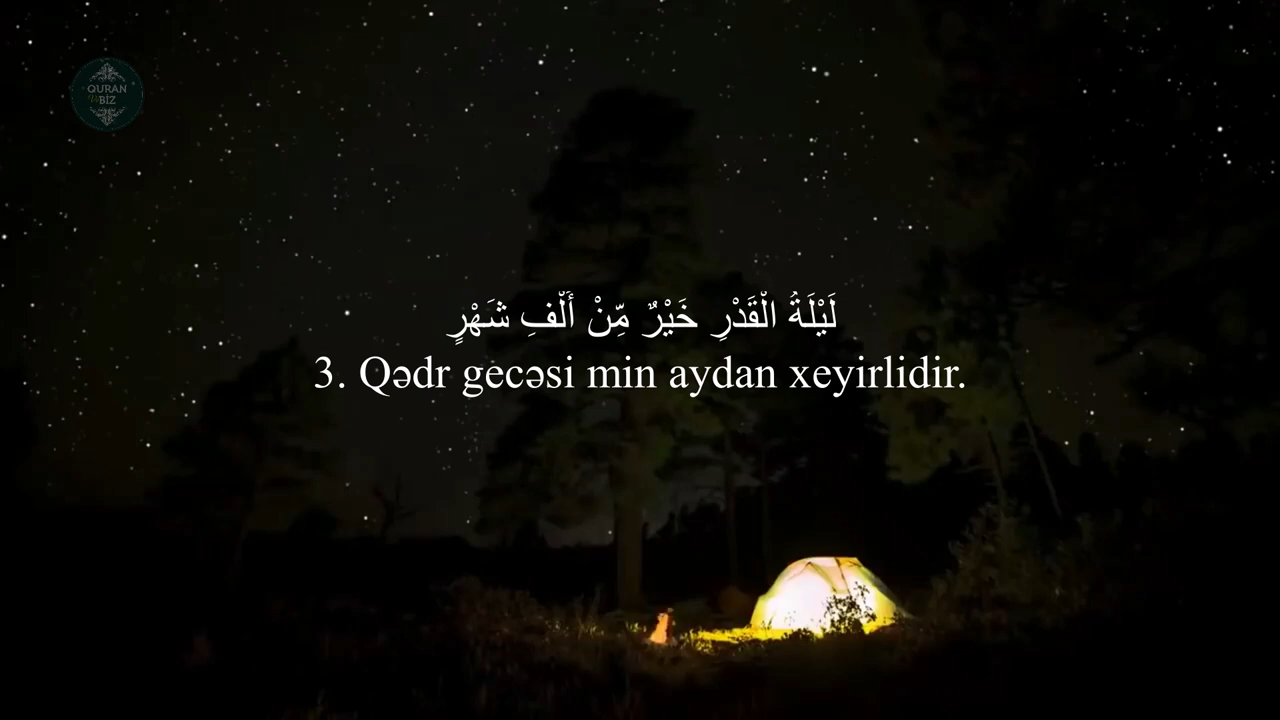 QURAN
BİZ
لَيْلَةُ الْقَدْرِ خَيْرٌ مِّنْ أَلْفِ شَهْرٍ
3. Qədr gecəsi min aydan xeyirlidir.